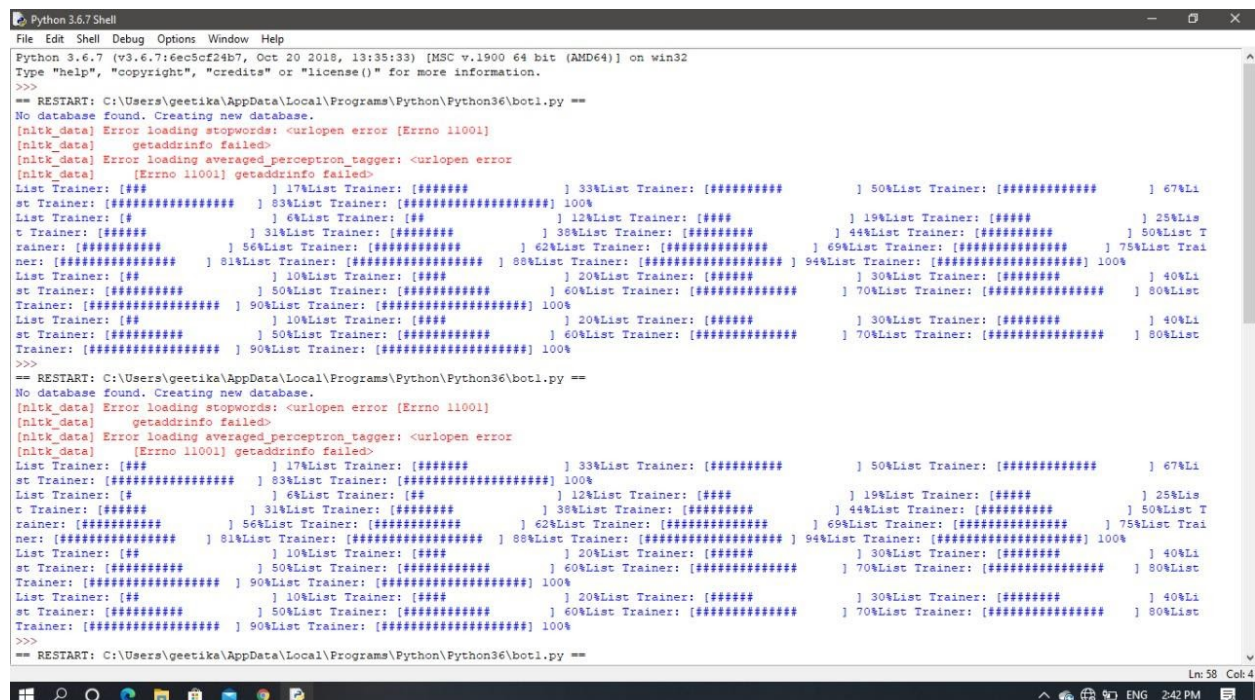 Python 3.6.7 Shell
File Edit Shell Debug Options Window Help
Python 3.6.7 (v3.6.7:6ec5cf24b7, Oct 20 2018, 13:35:33) [MSC v.1900 64 bit (AMD64)] on win32
Type "help", "copyright", "credits" or "license()" for more information.
>>>
== RESTART: C:\Users\geetika\AppData\Local\Programs\Python\Python36\bot1.py ==
No database found. Creating new database.
[nltk_data] Error loading stopwords: <urlopen error [Errno 11001]
[nltk_data]     getaddrinfo failed>
[nltk_data] Error loading averaged_perceptron_tagger: <urlopen error
[nltk_data]     [Errno 11001] getaddrinfo failed>
List Trainer: [###                 ] 17%List Trainer: [#######             ] 33%List Trainer: [##########          ] 50%List Trainer: [#############       ] 67%Li
st Trainer: [#################   ] 83%List Trainer: [####################] 100%
List Trainer: [#                   ] 6%List Trainer: [##                  ] 12%List Trainer: [####                ] 19%List Trainer: [#####               ] 25%Lis
t Trainer: [######              ] 31%List Trainer: [########            ] 38%List Trainer: [#########           ] 44%List Trainer: [##########          ] 50%List T
rainer: [###########         ] 56%List Trainer: [############        ] 62%List Trainer: [##############      ] 69%List Trainer: [###############     ] 75%List Trai
ner: [################    ] 81%List Trainer: [##################  ] 88%List Trainer: [################### ] 94%List Trainer: [####################] 100%
List Trainer: [##                  ] 10%List Trainer: [####                ] 20%List Trainer: [######              ] 30%List Trainer: [########            ] 40%Li
st Trainer: [##########          ] 50%List Trainer: [############        ] 60%List Trainer: [##############      ] 70%List Trainer: [################    ] 80%List
Trainer: [##################  ] 90%List Trainer: [####################] 100%
List Trainer: [##                  ] 10%List Trainer: [####                ] 20%List Trainer: [######              ] 30%List Trainer: [########            ] 40%Li
st Trainer: [##########          ] 50%List Trainer: [############        ] 60%List Trainer: [##############      ] 70%List Trainer: [################    ] 80%List
Trainer: [##################  ] 90%List Trainer: [####################] 100%
>>>
== RESTART: C:\Users\geetika\AppData\Local\Programs\Python\Python36\bot1.py ==
No database found. Creating new database.
[nltk_data] Error loading stopwords: <urlopen error [Errno 11001]
[nltk_data]     getaddrinfo failed>
[nltk_data] Error loading averaged_perceptron_tagger: <urlopen error
[nltk_data]     [Errno 11001] getaddrinfo failed>
List Trainer: [###                 ] 17%List Trainer: [#######             ] 33%List Trainer: [##########          ] 50%List Trainer: [#############       ] 67%Li
st Trainer: [#################   ] 83%List Trainer: [####################] 100%
List Trainer: [#                   ] 6%List Trainer: [##                  ] 12%List Trainer: [####                ] 19%List Trainer: [#####               ] 25%Lis
t Trainer: [######              ] 31%List Trainer: [########            ] 38%List Trainer: [#########           ] 44%List Trainer: [##########          ] 50%List T
rainer: [###########         ] 56%List Trainer: [############        ] 62%List Trainer: [##############      ] 69%List Trainer: [###############     ] 75%List Trai
ner: [################    ] 81%List Trainer: [##################  ] 88%List Trainer: [################### ] 94%List Trainer: [####################] 100%
List Trainer: [##                  ] 10%List Trainer: [####                ] 20%List Trainer: [######              ] 30%List Trainer: [########            ] 40%Li
st Trainer: [##########          ] 50%List Trainer: [############        ] 60%List Trainer: [##############      ] 70%List Trainer: [################    ] 80%List
Trainer: [##################  ] 90%List Trainer: [####################] 100%
List Trainer: [##                  ] 10%List Trainer: [####                ] 20%List Trainer: [######              ] 30%List Trainer: [########            ] 40%Li
st Trainer: [##########          ] 50%List Trainer: [############        ] 60%List Trainer: [##############      ] 70%List Trainer: [################    ] 80%List
Trainer: [##################  ] 90%List Trainer: [####################] 100%
>>>
== RESTART: C:\Users\geetika\AppData\Local\Programs\Python\Python36\bot1.py ==
Ln: 58 Col: 4
ENG 2:42 PM